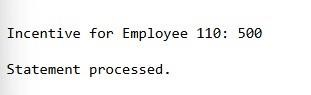 Incentive for Employee 110: 500
Statement processed.